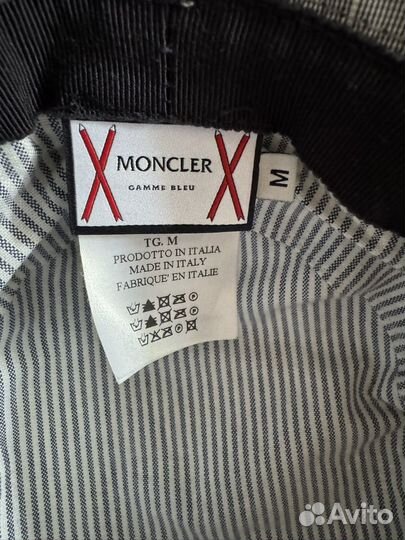 MONCLER
GAMME BLEU
M
TG. M
PRODOTTO IN ITALIA
MADE IN ITALY
FABRIQUE' EN ITALIE
Avito